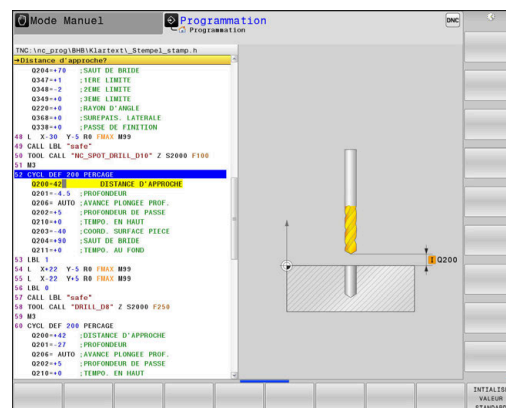 Mode Manuel
Programmation
Programmation
DNC
TNC:\nc_prog\BHB\Klartext\_Stempel_stamp.h
→Distance d'approche?
Q204=+70 ;SAUT DE BRIDE
Q347=+1 ;1ERE LIMITE
Q348=-2 ;2EME LIMITE
Q349=+0 ;3EME LIMITE
Q220=+0 ;RAYON D'ANGLE
Q368=+0 ;SUREPAIS. LATERALE
Q338=+0 ;PASSE DE FINITION
48 L X-30 Y-5 R0 FMAX M99
49 CALL LBL "safe"
50 TOOL CALL "NC_SPOT_DRILL_D10" Z S2000 F100
51 M3
52 CYCL DEF 200 PERCAGE
Q200=42 DISTANCE D'APPROCHE
Q201=-4.5 ;PROFONDEUR
Q206= AUTO ;AVANCE PLONGEE PROF.
Q202=+5 ;PROFONDEUR DE PASSE
Q210=+0 ;TEMPO. EN HAUT
Q203=-40 ;COORD. SURFACE PIECE
Q204=+90 ;SAUT DE BRIDE
Q211=+0 ;TEMPO. AU FOND
53 LBL 1
54 L X+22 Y-5 R0 FMAX M99
55 L X-22 Y+5 R0 FMAX M99
56 LBL 0
57 CALL LBL "safe"
58 TOOL CALL "DRILL_D8" Z S2000 F250
59 M3
60 CYCL DEF 200 PERCAGE
Q200=+42 ;DISTANCE D'APPROCHE
Q201=-27 ;PROFONDEUR
Q206= AUTO ;AVANCE PLONGEE PROF.
Q202=+5 ;PROFONDEUR DE PASSE
Q210=+0 ;TEMPO. EN HAUT
I Q200
INTIALISE
VALEUR
STANDARD